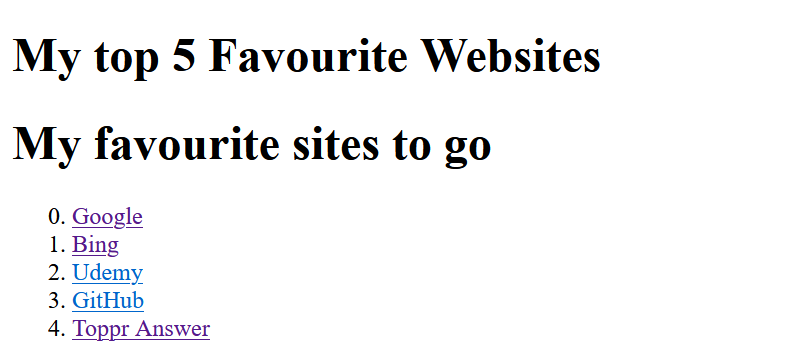 My top 5 Favourite Websites
My favourite sites to go
0. Google
1. Bing
2. Udemy
3. GitHub
4. Toppr Answer